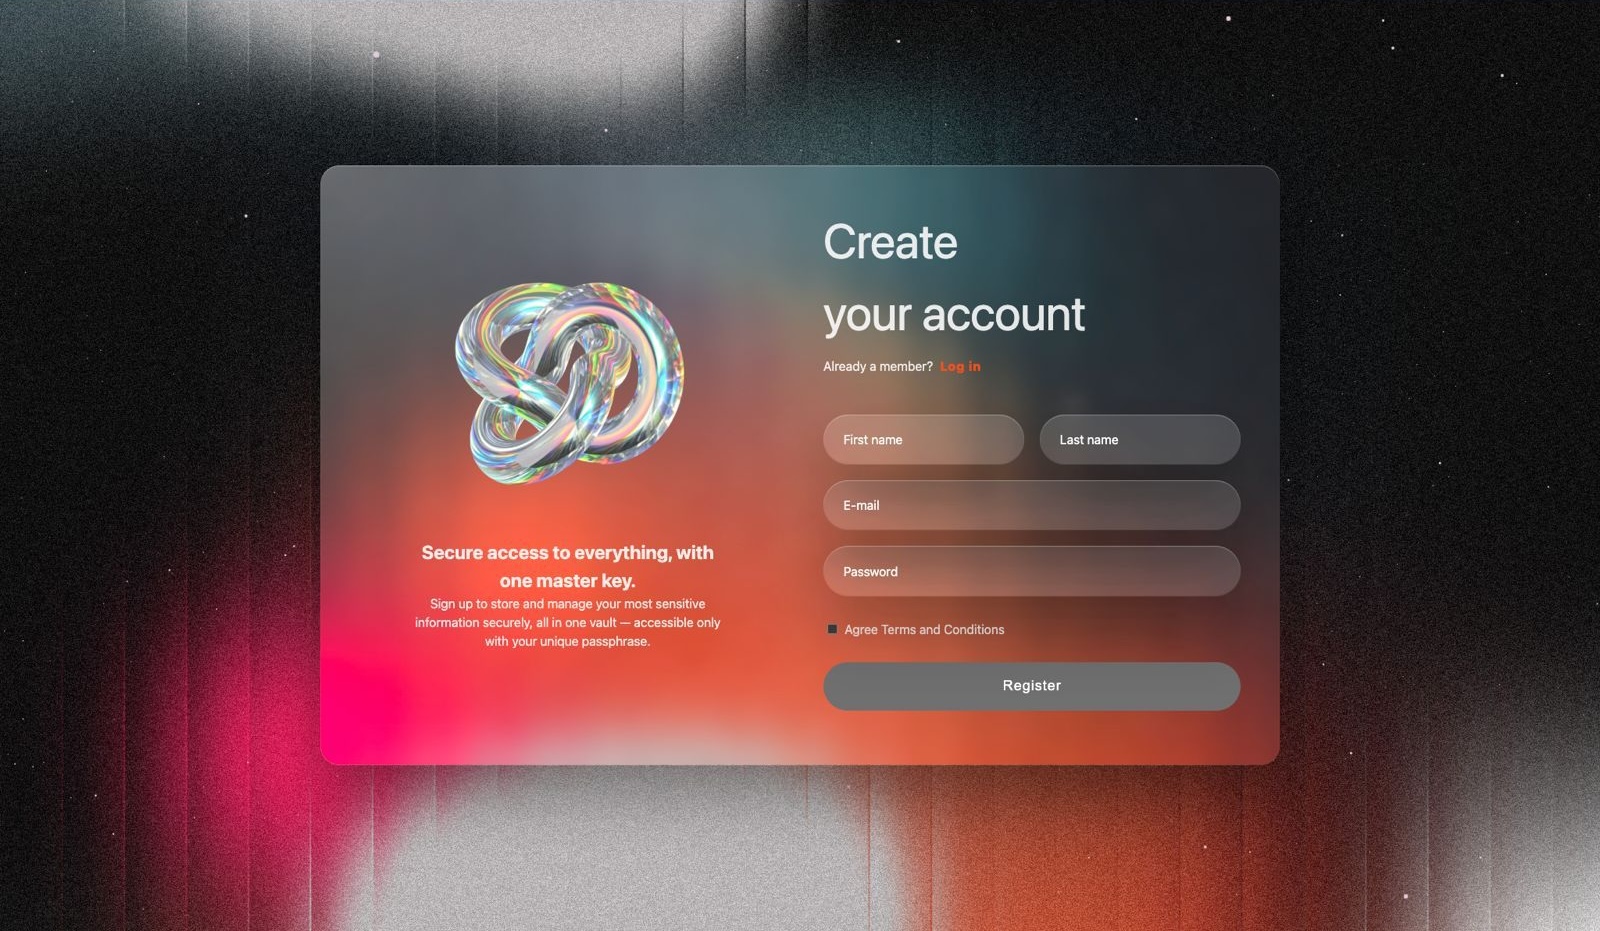 Create
your account
Already a member? Log in
First name
Last name
E-mail
Password
Agree Terms and Conditions
Register
Secure access to everything, with
one master key.
Sign up to store and manage your most sensitive
information securely, all in one vault — accessible only
with your unique passphrase.